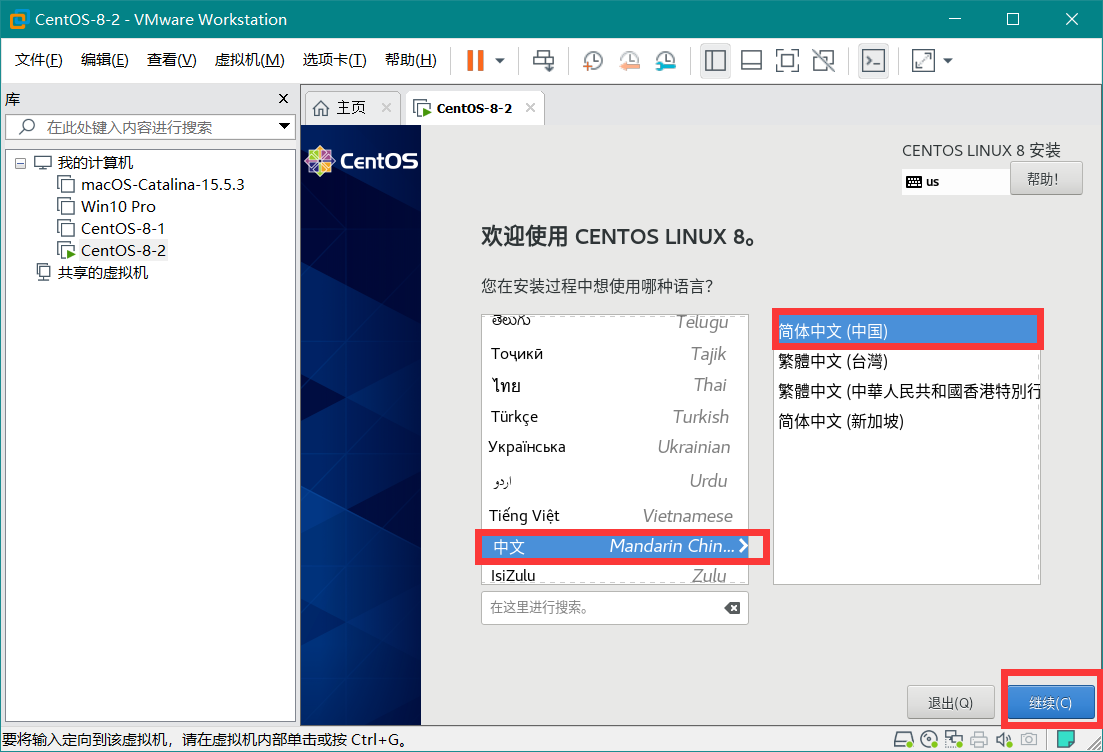 CentOS-8-2 - VMware Workstation
文件(F) 编辑(E) 查看(V) 虚拟机(M) 选项卡(T) 帮助(H)
库
在此处键入内容进行搜索
我的计算机
macOS-Catalina-15.5.3
Win10 Pro
CentOS-8-1
CentOS-8-2
共享的虚拟机
主页 CentOS-8-2
CentOS
CENTOS LINUX 8 安装
us 帮助！
欢迎使用 CENTOS LINUX 8。
您在安装过程中想使用哪种语言？
తెలుగు Telugu
Тоҷикӣ Tajik
ไทย Thai
Türkçe Turkish
Українська Ukrainian
اردو Urdu
Tiếng Việt Vietnamese
中文 Mandarin Chin...
IsiZulu Zulu
在这里进行搜索。
简体中文 (中国)
繁體中文 (台灣)
繁體中文 (中華人民共和國香港特別行
简体中文 (新加坡)
退出(Q) 继续(C)
要将输入定向到该虚拟机，请在虚拟机内部单击或按 Ctrl+G。